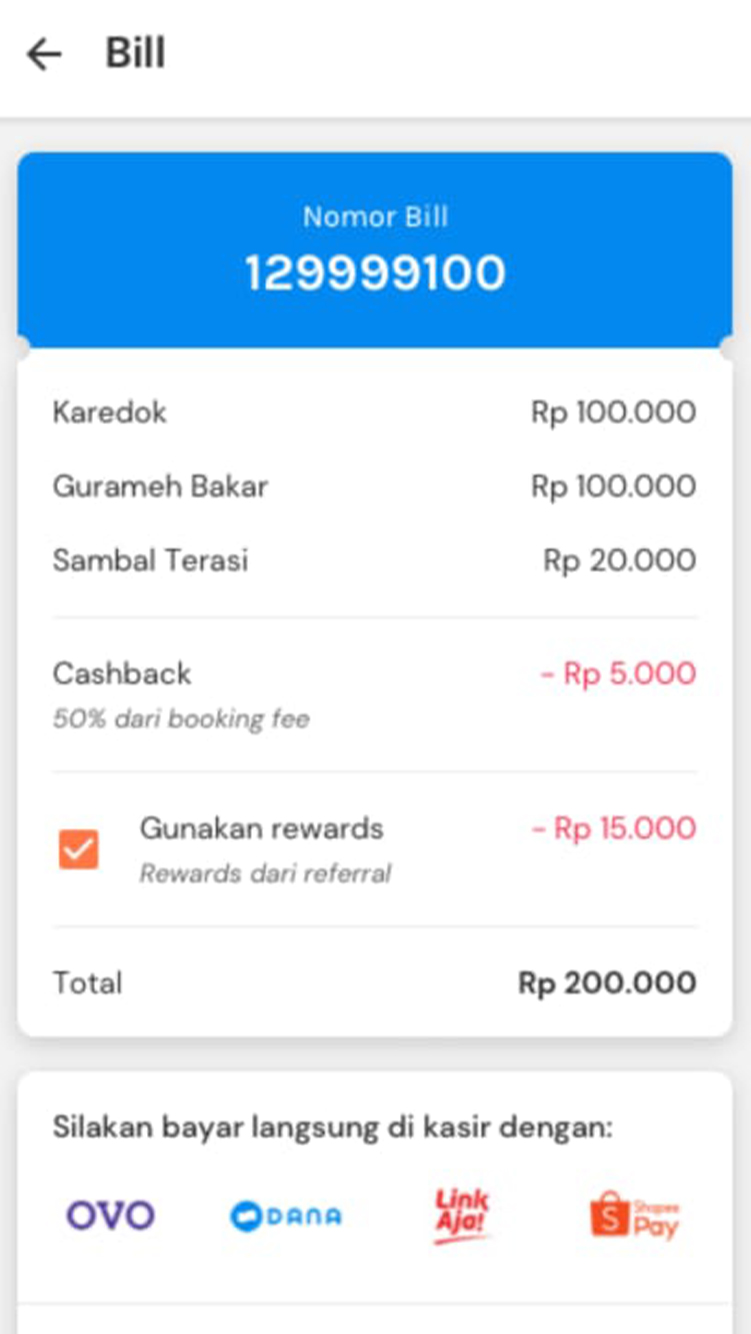 Bill
Nomor Bill
129999100
Karedok Rp 100.000
Gurameh Bakar Rp 100.000
Sambal Terasi Rp 20.000
Cashback - Rp 5.000
50% dari booking fee
Gunakan rewards - Rp 15.000
Rewards dari referral
Total Rp 200.000
Silakan bayar langsung di kasir dengan:
OVO DANA Link Aja! S Shopee Pay